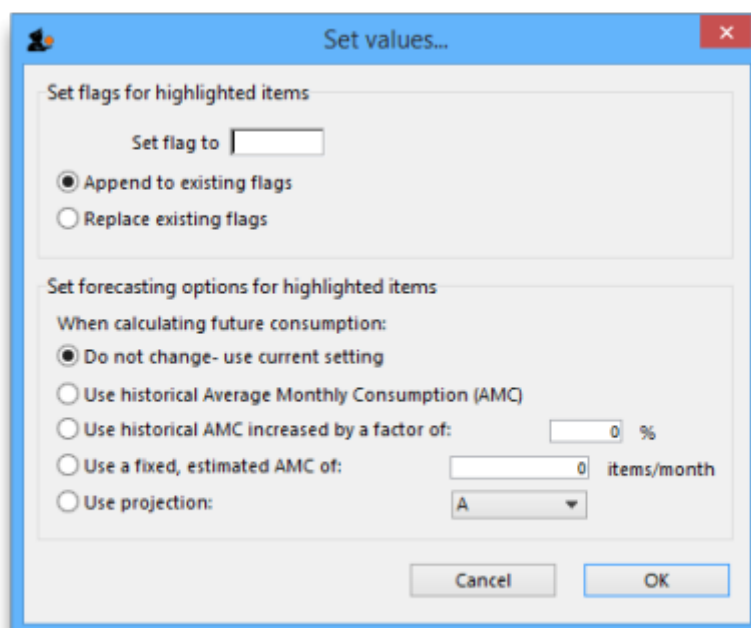 Set values...
Set flags for highlighted items
Set flag to
Append to existing flags
Replace existing flags
Set forecasting options for highlighted items
When calculating future consumption:
Do not change- use current setting
Use historical Average Monthly Consumption (AMC)
Use historical AMC increased by a factor of: 0 %
Use a fixed, estimated AMC of: 0 items/month
Use projection: A
Cancel OK